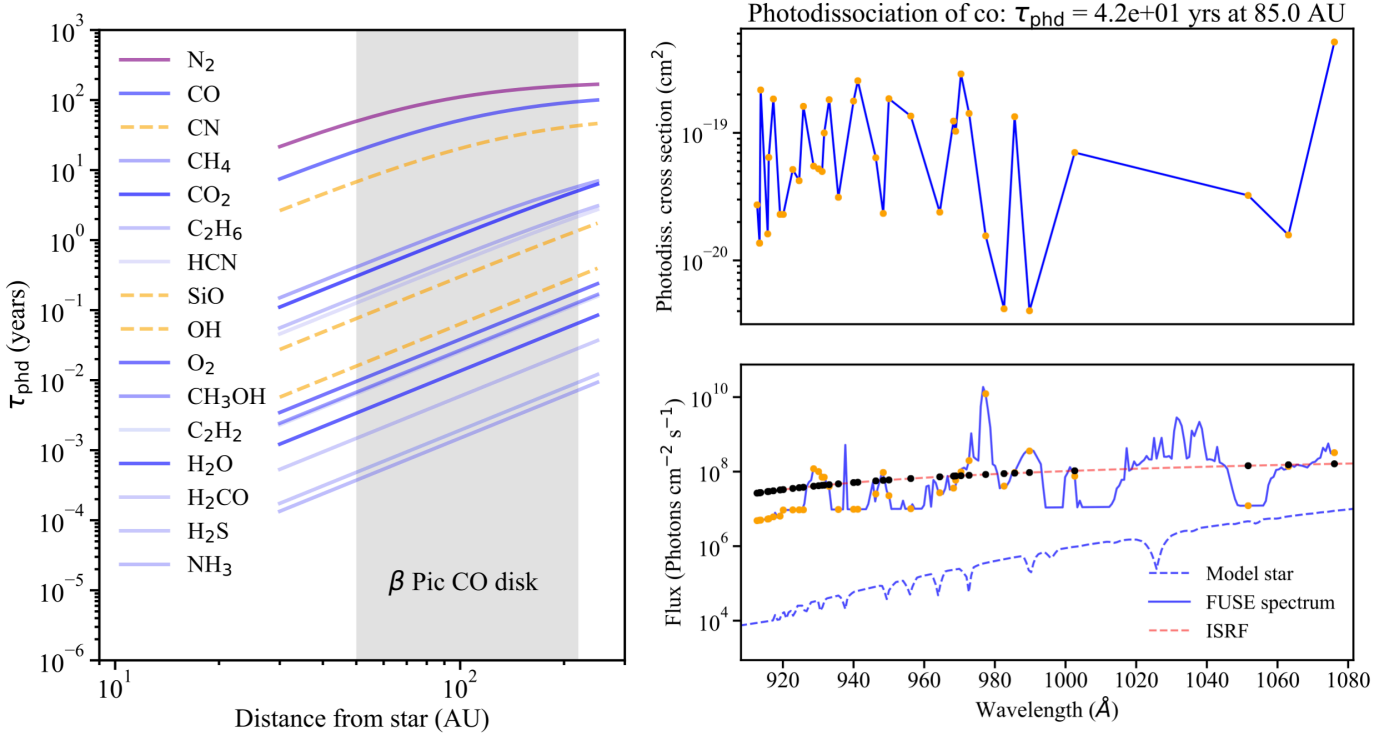 10³
10²
10¹
10⁰
10⁻¹
10⁻²
10⁻³
10⁻⁴
10⁻⁵
10⁻⁶
τphd (years)
N₂
CO
CN
CH₄
CO₂
C₂H₆
HCN
SiO
OH
O₂
CH₃OH
C₂H₂
H₂O
H₂CO
H₂S
NH₃
β Pic CO disk
10¹
10²
Distance from star (AU)
Photodissociation of co: τphd = 4.2e+01 yrs at 85.0 AU
Photodiss. cross section (cm²)
10⁻¹⁹
10⁻²⁰
Flux (Photons cm⁻² s⁻¹)
10¹⁰
10⁸
10⁶
10⁴
Model star
FUSE spectrum
ISRF
920 940 960 980 1000 1020 1040 1060 1080
Wavelength (Å)